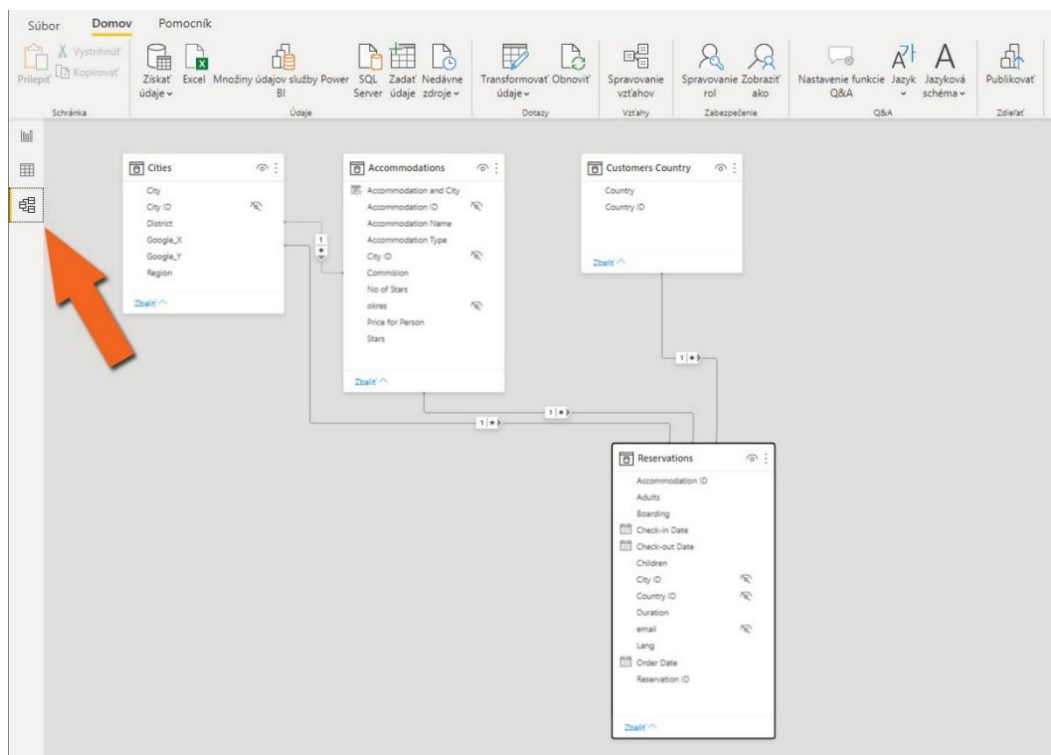 Súbor Domov Pomocník
Prilepiť
Vystrihnúť
Kopírovať
Schránka
Získať údaje
Excel
Množiny údajov služby Power BI
SQL Server
Zadať údaje
Nedávne zdroje
Údaje
Transformovať údaje
Obnoviť
Dotazy
Spravovanie vzťahov
Vzťahy
Spravovanie rol
Zobraziť ako
Zabezpečenie
Nastavenie funkcie Q&A
Jazyk
Jazyková schéma
Q&A
Publikovať
Zdieľať
Cities
City
City ID
District
Google_X
Google_Y
Region
Zbaliť
Accommodations
Accommodation and City
Accommodation ID
Accommodation Name
Accommodation Type
City ID
Commision
No of Stars
okres
Price for Person
Stars
Zbaliť
Customers Country
Country
Country ID
Zbaliť
1
*
1 *
1 *
1 *
Reservations
Accommodation ID
Adults
Boarding
Check-in Date
Check-out Date
Children
City ID
Country ID
Duration
email
Lang
Order Date
Reservation ID
Zbaliť